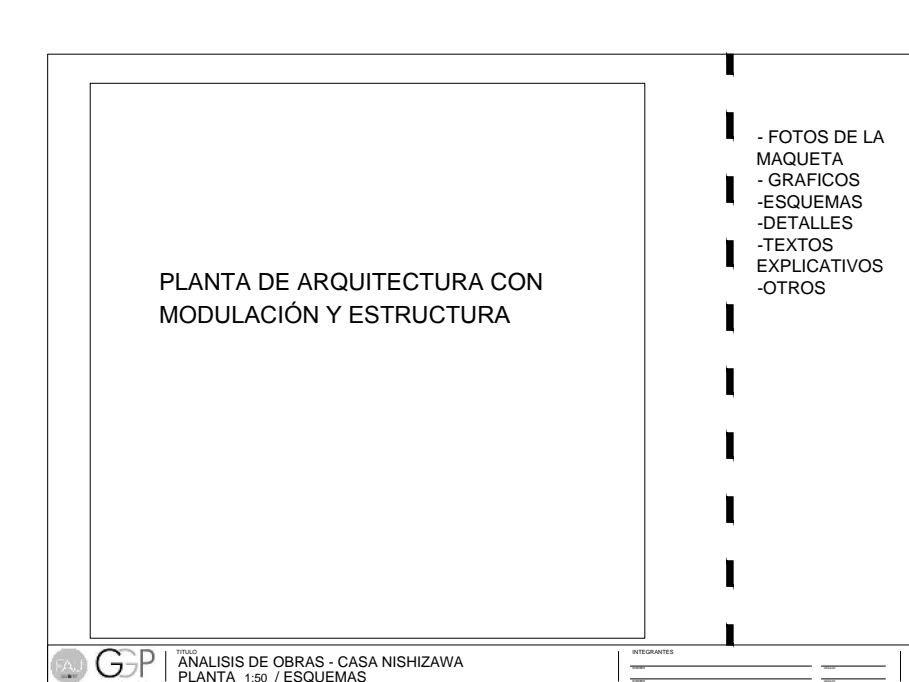 - FOTOS DE LA
MAQUETA
- GRAFICOS
-ESQUEMAS
-DETALLES
-TEXTOS
EXPLICATIVOS
-OTROS
PLANTA DE ARQUITECTURA CON
MODULACIÓN Y ESTRUCTURA
FAJ
GGP
TITULO
ANALISIS DE OBRAS - CASA NISHIZAWA
PLANTA 1:50 / ESQUEMAS
INTEGRANTES